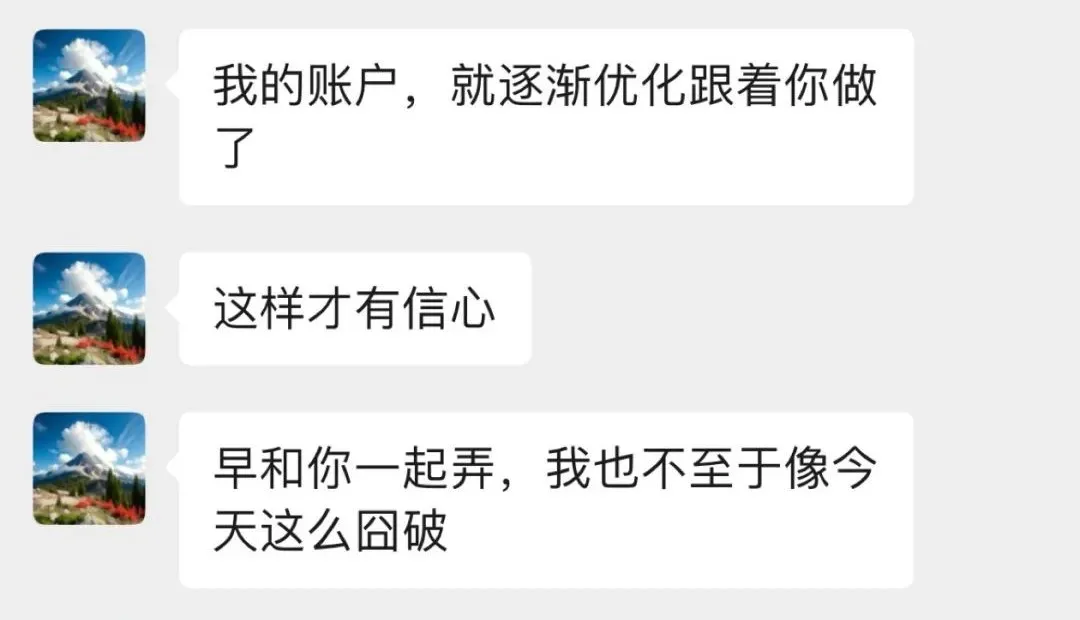 我的账户，就逐渐优化跟着你做
了
这样才有信心
早和你一起弄，我也不至于像今
天这么囧破